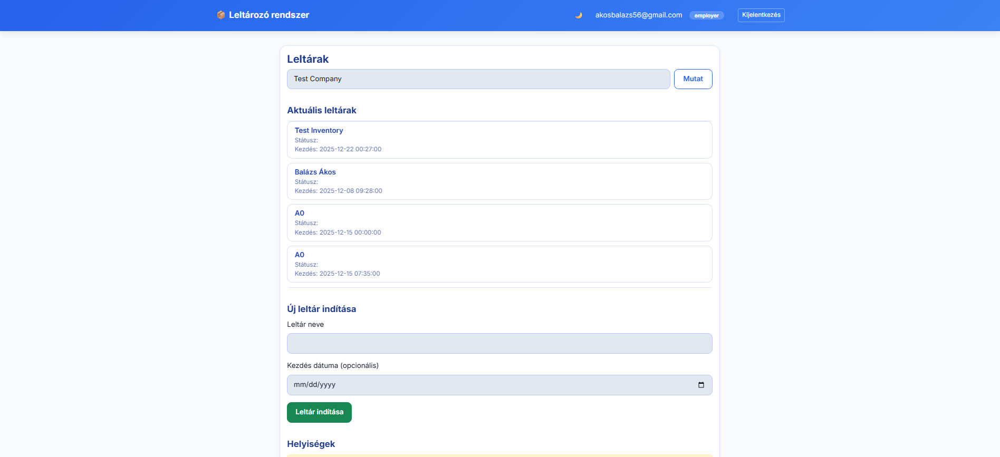 Leltározó rendszer
akosbalazs56@gmail.com employer Kijelentkezés
Leltárak
Test Company Mutat
Aktuális leltárak
Test Inventory
Státusz:
Kezdés: 2025-12-22 00:27:00
Balázs Ákos
Státusz:
Kezdés: 2025-12-08 09:28:00
A0
Státusz:
Kezdés: 2025-12-15 00:00:00
A0
Státusz:
Kezdés: 2025-12-15 07:35:00
Új leltár indítása
Leltár neve
Kezdés dátuma (opcionális)
mm/dd/yyyy
Leltár indítása
Helyiségek